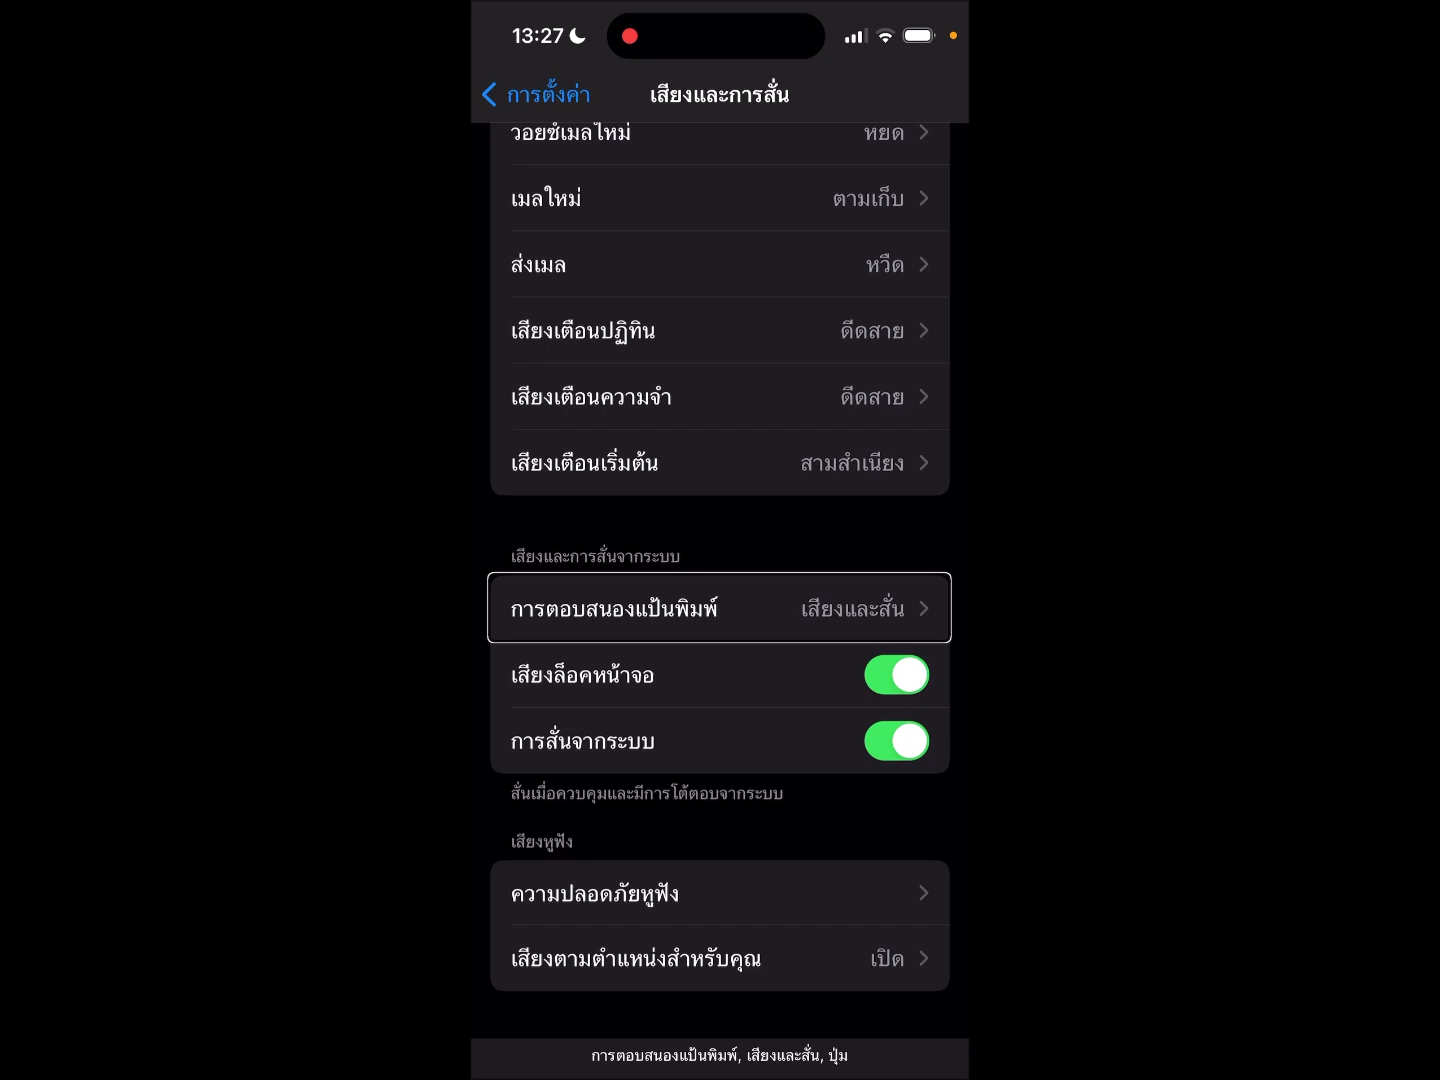 13:27
การตั้งค่า เสียงและการสั่น
วอยซ์เมลใหม่ หยด
เมลใหม่ ตามเก็บ
ส่งเมล หวืด
เสียงเตือนปฏิทิน ดีดสาย
เสียงเตือนความจำ ดีดสาย
เสียงเตือนเริ่มต้น สามสำเนียง
เสียงและการสั่นจากระบบ
การตอบสนองแป้นพิมพ์ เสียงและสั่น
เสียงล็อคหน้าจอ
การสั่นจากระบบ
สั่นเมื่อควบคุมและมีการโต้ตอบจากระบบ
เสียงหูฟัง
ความปลอดภัยหูฟัง
เสียงตามตำแหน่งสำหรับคุณ เปิด
การตอบสนองแป้นพิมพ์, เสียงและสั่น, ปุ่ม